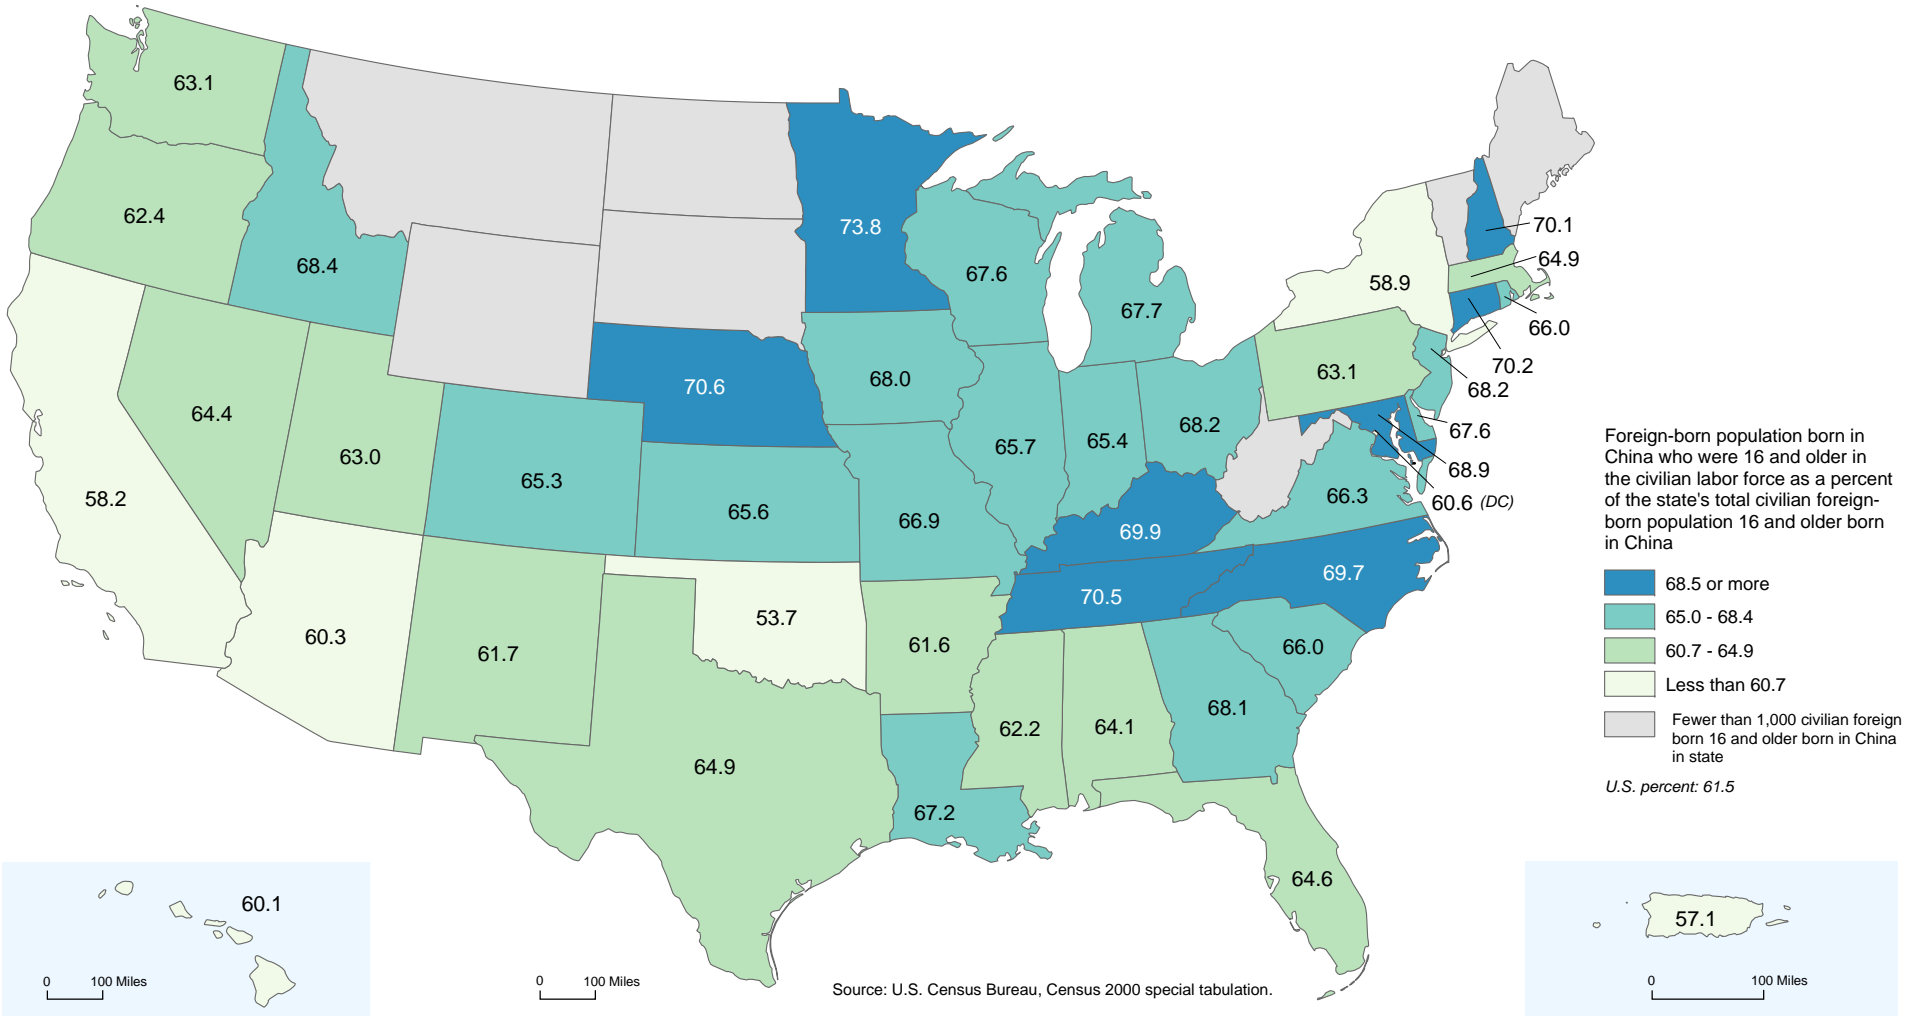 63.1
62.4
68.4
73.8
70.1
64.9
67.6
58.9
67.7
66.0
70.2
63.1
68.2
70.6
68.0
64.4
68.2
67.6
63.0
65.7
65.4
68.9
65.3
58.2
66.3
60.6 (DC)
65.6
66.9
69.9
69.7
70.5
53.7
60.3
61.7
61.6
66.0
68.1
62.2
64.1
64.9
67.2
64.6
60.1
57.1
Foreign-born population born in
China who were 16 and older in
the civilian labor force as a percent
of the state's total civilian foreign-
born population 16 and older born
in China
68.5 or more
65.0 - 68.4
60.7 - 64.9
Less than 60.7
Fewer than 1,000 civilian foreign
born 16 and older born in China
in state
U.S. percent: 61.5
0 100 Miles
0 100 Miles
0 100 Miles
Source: U.S. Census Bureau, Census 2000 special tabulation.